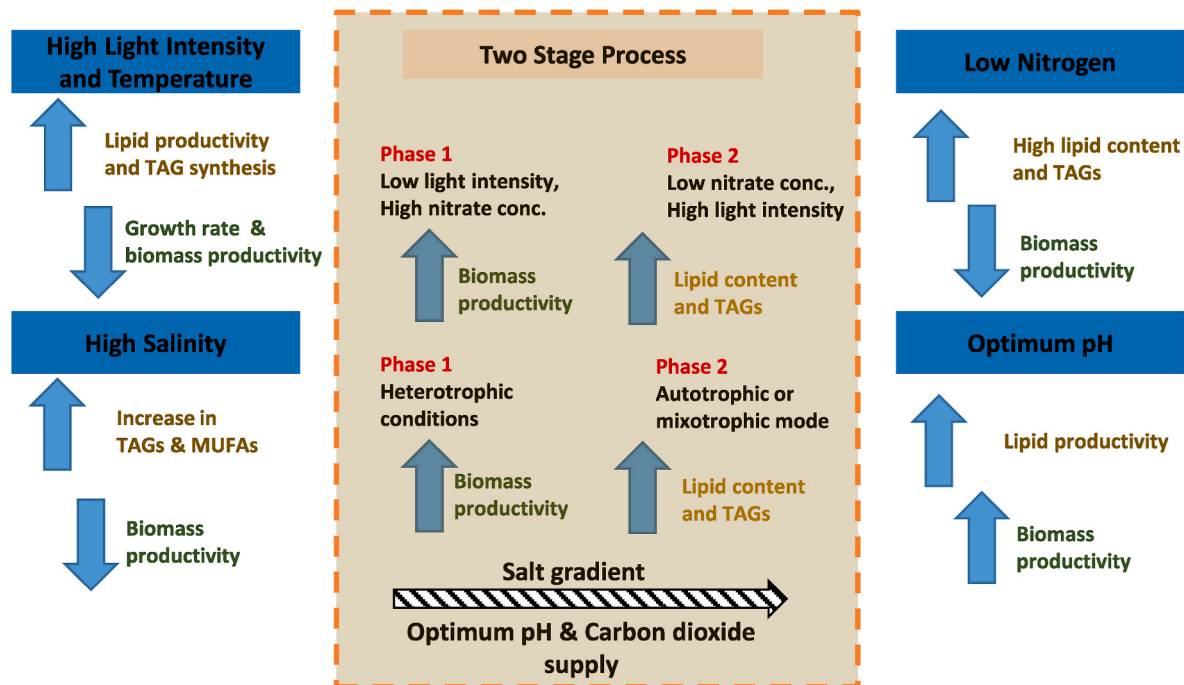 High Light Intensity
and Temperature
Lipid productivity
and TAG synthesis
Growth rate &
biomass productivity
High Salinity
Increase in
TAGs & MUFAs
Biomass
productivity
Two Stage Process
Phase 1
Low light intensity,
High nitrate conc.
Biomass
productivity
Phase 2
Low nitrate conc.,
High light intensity
Lipid content
and TAGs
Phase 1
Heterotrophic
conditions
Biomass
productivity
Phase 2
Autotrophic or
mixotrophic mode
Lipid content
and TAGs
Salt gradient
Optimum pH & Carbon dioxide
supply
Low Nitrogen
High lipid content
and TAGs
Biomass
productivity
Optimum pH
Lipid productivity
Biomass
productivity